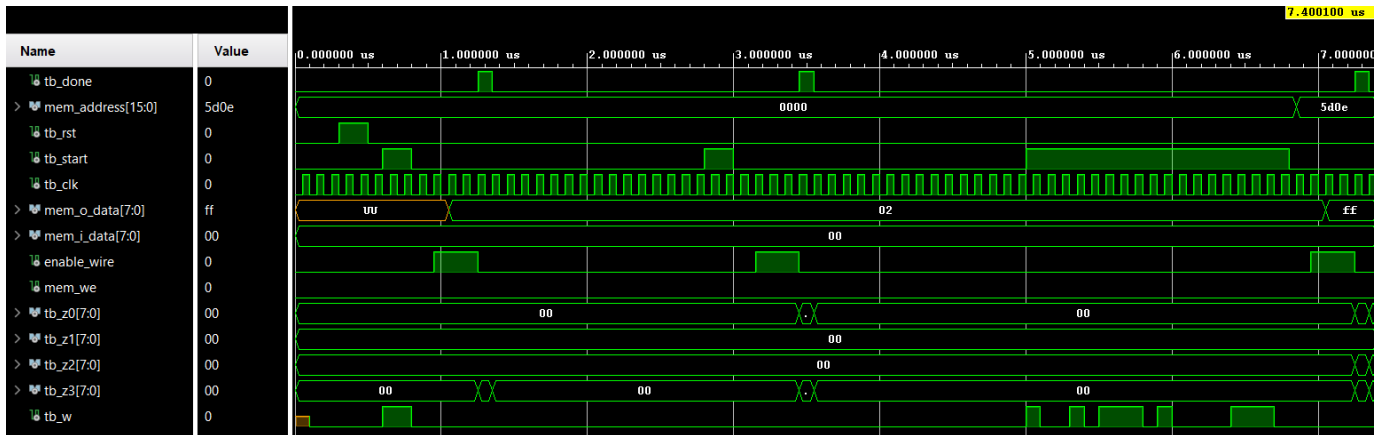 7.400100 us
Name Value
0.000000 us 1.000000 us 2.000000 us 3.000000 us 4.000000 us 5.000000 us 6.000000 us 7.00000
tb_done 0
mem_address[15:0] 5d0e 0000 5d0e
tb_rst 0
tb_start 0
tb_clk 0
mem_o_data[7:0] ff UU 02 ff
mem_i_data[7:0] 00 00
enable_wire 0
mem_we 0
tb_z0[7:0] 00 00 . 00
tb_z1[7:0] 00 00
tb_z2[7:0] 00 00
tb_z3[7:0] 00 00 00 . 00
tb_w 0